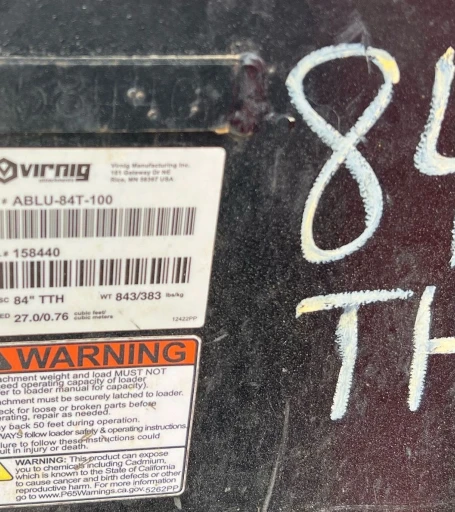 virnig
Virnig Manufacturing Inc.
101 Gateway Dr NE
Rice, MN 56367 USA
# ABLU-84T-100
.# 158440
SC 84" TTH WT 843/383 lbs/kg
ED 27.0/0.76 cubic feet/
cubic meters
12422PP
84
TH
WARNING
achment weight and load MUST NOT
eed operating capacity of loader
er to loader manual for capacity).
achment must be securely latched to loader.
eck for loose or broken parts before
erating, repair as needed.
ay back 50 feet during operation.
WAYS follow loader safety & operating instructions.
ilure to follow these instructions could
ult in injury or death.
WARNING: This product can expose
you to chemicals including Cadmium,
which is known to the State of California
to cause cancer and birth defects or other
reproductive harm. For more information
go to www.P65Warnings.ca.gov. 5262PP